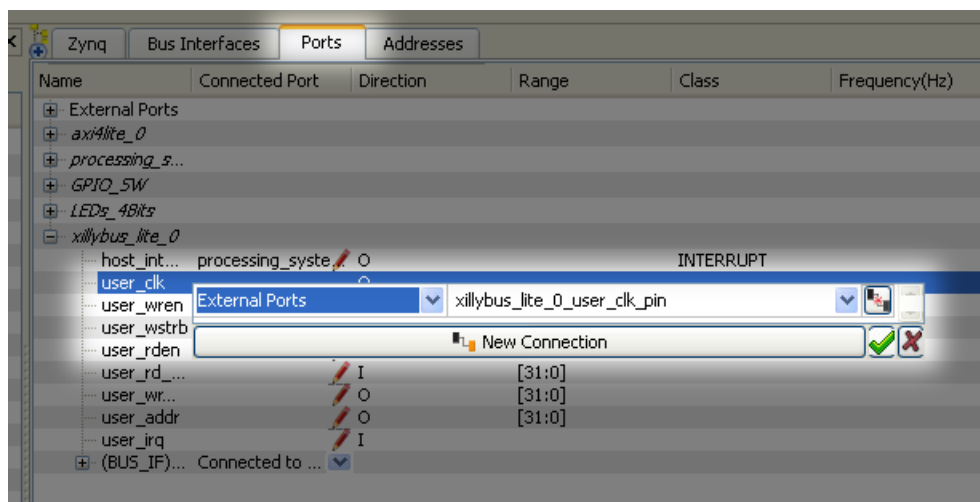 Zynq Bus Interfaces Ports Addresses
Name Connected Port Direction Range Class Frequency(Hz)
External Ports
axi4lite_0
processing_s...
GPIO_SW
LEDs_4Bits
xillybus_lite_0
host_int... processing_syste... O INTERRUPT
user_clk O
user_wren External Ports xillybus_lite_0_user_clk_pin
user_wstrb
New Connection
user_rden
user_rd_... I [31:0]
user_wr... O [31:0]
user_addr O [31:0]
user_irq I
(BUS_IF)... Connected to ...